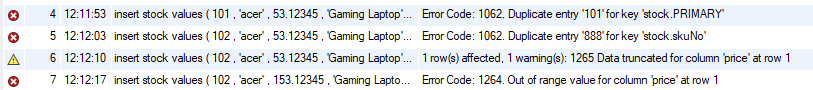 4 12:11:53 insert stock values ( 101 , 'acer' , 53.12345 , 'Gaming Laptop'... Error Code: 1062. Duplicate entry '101' for key 'stock.PRIMARY'
5 12:12:03 insert stock values ( 102 , 'acer' , 53.12345 , 'Gaming Laptop'... Error Code: 1062. Duplicate entry '888' for key 'stock.skuNo'
6 12:12:10 insert stock values ( 102 , 'acer' , 53.12345 , 'Gaming Laptop'... 1 row(s) affected, 1 warning(s): 1265 Data truncated for column 'price' at row 1
7 12:12:17 insert stock values ( 102 , 'acer' , 153.12345 , 'Gaming Lapto... Error Code: 1264. Out of range value for column 'price' at row 1